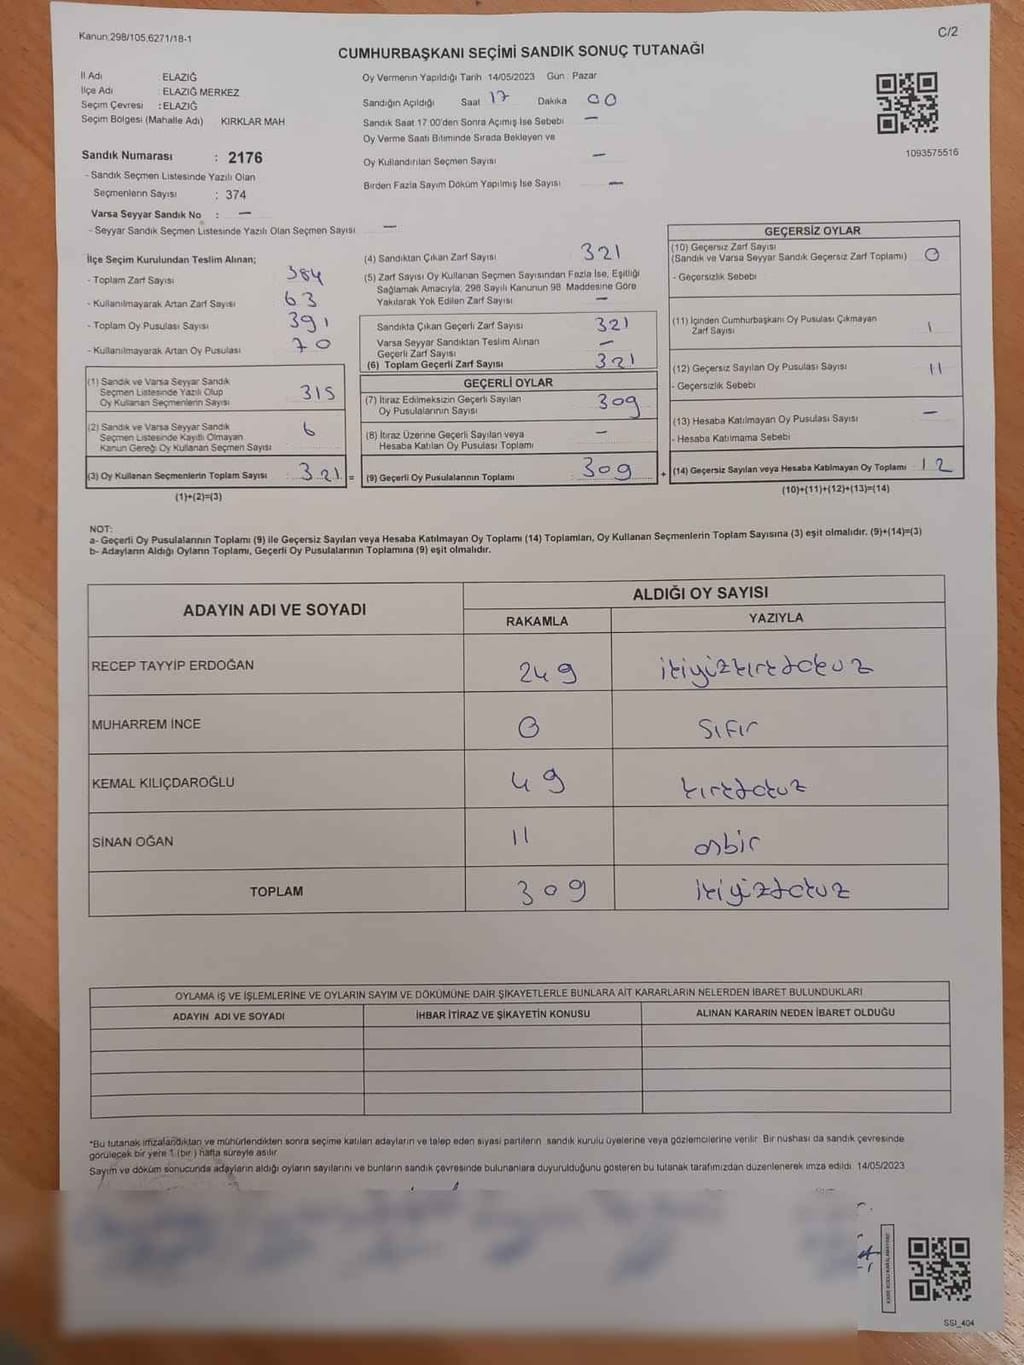 Kanun:298/105,6271/18-1
C/2
CUMHURBAŞKANI SEÇİMİ SANDIK SONUÇ TUTANAĞI
İl Adı : ELAZIĞ
İlçe Adı : ELAZIĞ MERKEZ
Seçim Çevresi : ELAZIĞ
Seçim Bölgesi (Mahalle Adı) KIRKLAR MAH
Sandık Numarası : 2176
- Sandık Seçmen Listesinde Yazılı Olan
Seçmenlerin Sayısı : 374
Varsa Seyyar Sandık No : —
- Seyyar Sandık Seçmen Listesinde Yazılı Olan Seçmen Sayısı —
Oy Vermenin Yapıldığı Tarih 14/05/2023 Gün : Pazar
Sandığın Açıldığı Saat 17 Dakika 00
Sandık Saat 17:00'den Sonra Açımış İse Sebebi —
Oy Verme Saati Bitiminde Sırada Bekleyen ve
Oy Kullandırılan Seçmen Sayısı —
Birden Fazla Sayım Döküm Yapılmış İse Sayısı —
1093575516
İlçe Seçim Kurulundan Teslim Alınan;
- Toplam Zarf Sayısı 384
- Kullanılmayarak Artan Zarf Sayısı 63
- Toplam Oy Pusulası Sayısı 391
- Kullanılmayarak Artan Oy Pusulası 70
(1) Sandık ve Varsa Seyyar Sandık
Seçmen Listesinde Yazılı Olup
Oy Kullanan Seçmenlerin Sayısı 315
(2) Sandık ve Varsa Seyyar Sandık
Seçmen Listesinde Kayıtlı Olmayan
Kanun Gereği Oy Kullanan Seçmen Sayısı 6
(3) Oy Kullanan Seçmenlerin Toplam Sayısı : 321 =
(1)+(2)=(3)
(4) Sandıktan Çıkan Zarf Sayısı 321
(5) Zarf Sayısı Oy Kullanan Seçmen Sayısından Fazla İse, Eşitliği
Sağlamak Amacıyla; 298 Sayılı Kanunun 98. Maddesine Göre
Yakılarak Yok Edilen Zarf Sayısı —
Sandıkta Çıkan Geçerli Zarf Sayısı 321
Varsa Seyyar Sandıktan Teslim Alınan
Geçerli Zarf Sayısı —
(6) Toplam Geçerli Zarf Sayısı 321
GEÇERLİ OYLAR
(7) İtiraz Edilmeksizin Geçerli Sayılan
Oy Pusulalarının Sayısı 309
(8) İtiraz Üzerine Geçerli Sayılan veya
Hesaba Katılan Oy Pusulası Toplamı —
(9) Geçerli Oy Pusulalarının Toplamı 309 +
GEÇERSİZ OYLAR
(10) Geçersiz Zarf Sayısı
(Sandık ve Varsa Seyyar Sandık Geçersiz Zarf Toplamı) 0
- Geçersizlik Sebebi
(11) İçinden Cumhurbaşkanı Oy Pusulası Çıkmayan
Zarf Sayısı 1
(12) Geçersiz Sayılan Oy Pusulası Sayısı 11
- Geçersizlik Sebebi
(13) Hesaba Katılmayan Oy Pusulası Sayısı —
- Hesaba Katılmama Sebebi
(14) Geçersiz Sayılan veya Hesaba Katılmayan Oy Toplamı 12
(10)+(11)+(12)+(13)=(14)
NOT:
a- Geçerli Oy Pusulalarının Toplamı (9) ile Geçersiz Sayılan veya Hesaba Katılmayan Oy Toplamı (14) Toplamları, Oy Kullanan Seçmenlerin Toplam Sayısına (3) eşit olmalıdır. (9)+(14)=(3)
b- Adayların Aldığı Oyların Toplamı, Geçerli Oy Pusulalarının Toplamına (9) eşit olmalıdır.
ADAYIN ADI VE SOYADI
ALDIĞI OY SAYISI
RAKAMLA YAZIYLA
RECEP TAYYİP ERDOĞAN 249 ikiyüzkırkdokuz
MUHARREM İNCE 0 sıfır
KEMAL KILIÇDAROĞLU 49 kırkdokuz
SİNAN OĞAN 11 onbir
TOPLAM 309 ikiyüzdokuz
OYLAMA İŞ VE İŞLEMLERİNE VE OYLARIN SAYIM VE DÖKÜMÜNE DAİR ŞİKAYETLERLE BUNLARA AİT KARARLARIN NELERDEN İBARET BULUNDUKLARI
ADAYIN ADI VE SOYADI İHBAR İTİRAZ VE ŞİKAYETİN KONUSU ALINAN KARARIN NEDEN İBARET OLDUĞU
*Bu tutanak imzalandıktan ve mühürlendikten sonra seçime katılan adayların ve talep eden siyasi partilerin sandık kurulu üyelerine veya gözlemcilerine verilir. Bir nüshası da sandık çevresinde
görülecek bir yere 1 (bir) hafta süreyle asılır.
Sayım ve döküm sonucunda adayların aldığı oyların sayılarını ve bunların sandık çevresinde bulunanlara duyurulduğunu gösteren bu tutanak tarafımızdan düzenlenerek imza edildi. 14/05/2023
SSI_404